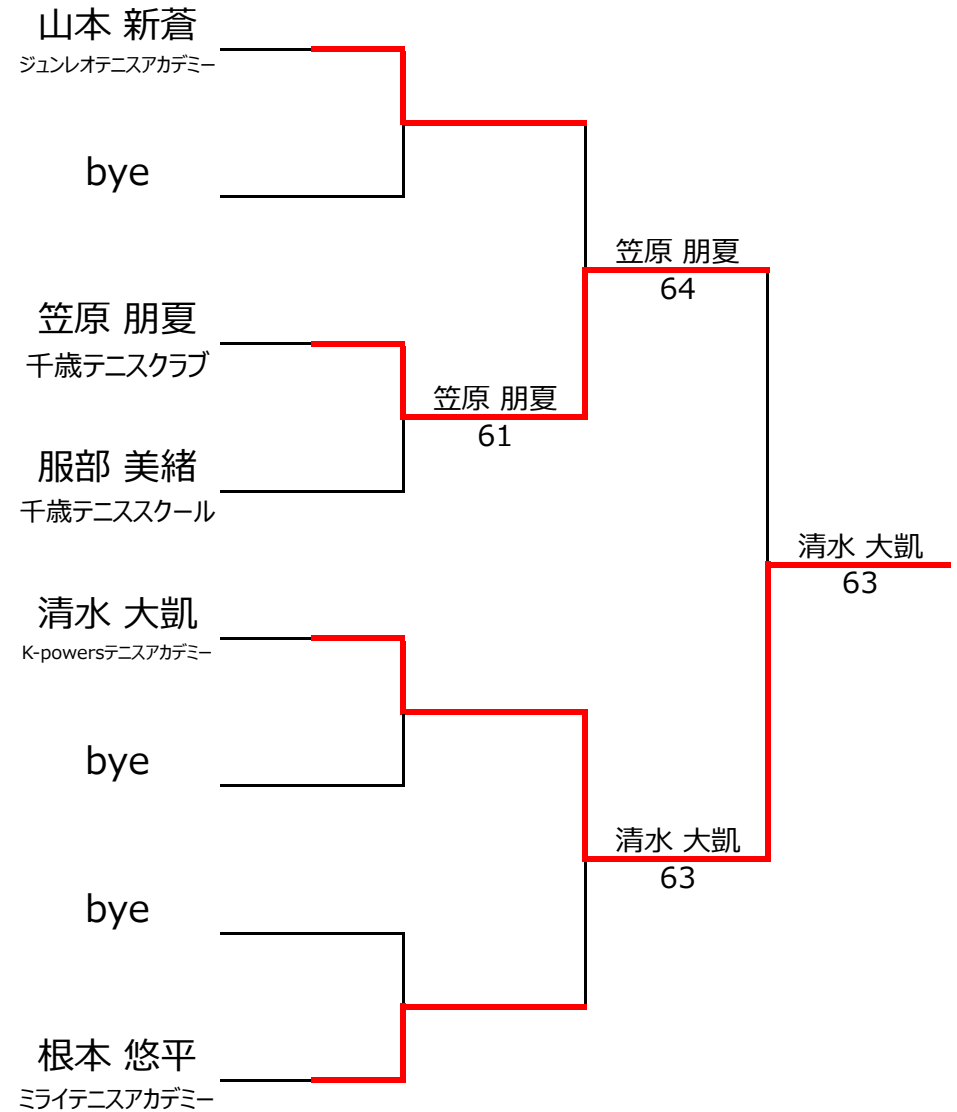 山本 新蒼
ジュンレオテニスアカデミー
bye
笠原 朋夏
64
笠原 朋夏
千歳テニスクラブ
笠原 朋夏
61
服部 美緒
千歳テニススクール
清水 大凱
63
清水 大凱
K-powersテニスアカデミー
bye
清水 大凱
63
bye
根本 悠平
ミライテニスアカデミー